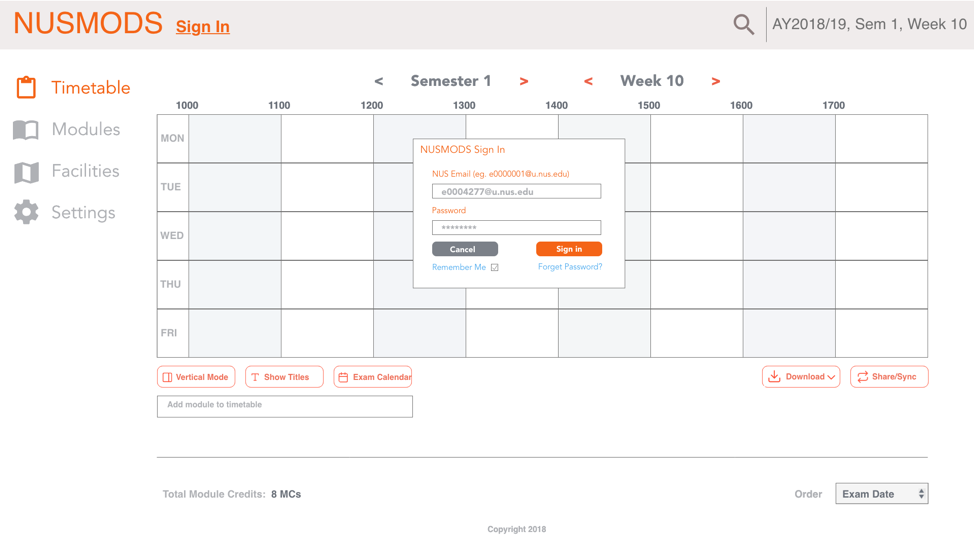 NUSMODS Sign In AY2018/19, Sem 1, Week 10
Timetable
Modules
Facilities
Settings
< Semester 1 > < Week 10 >
1000 1100 1200 1300 1400 1500 1600 1700
MON
TUE
WED
THU
FRI
NUSMODS Sign In
NUS Email (eg. e0000001@u.nus.edu)
e0004277@u.nus.edu
Password
********
Cancel Sign in
Remember Me Forget Password?
Vertical Mode T Show Titles Exam Calendar Download Share/Sync
Add module to timetable
Total Module Credits: 8 MCs Order Exam Date
Copyright 2018